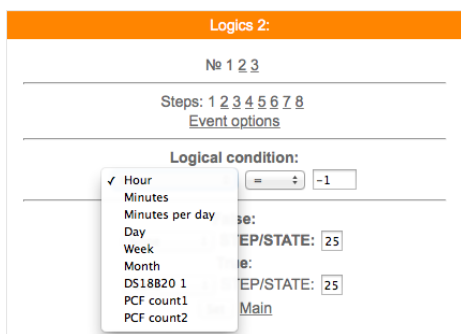 Logics 2:
№ 1 2 3
Steps: 1 2 3 4 5 6 7 8
Event options
Logical condition:
✓ Hour = -1
Minutes
Minutes per day
Day
Week
Month
DS18B20 1
PCF count1
PCF count2
se:
EP/STATE: 25
ue:
EP/STATE: 25
Main